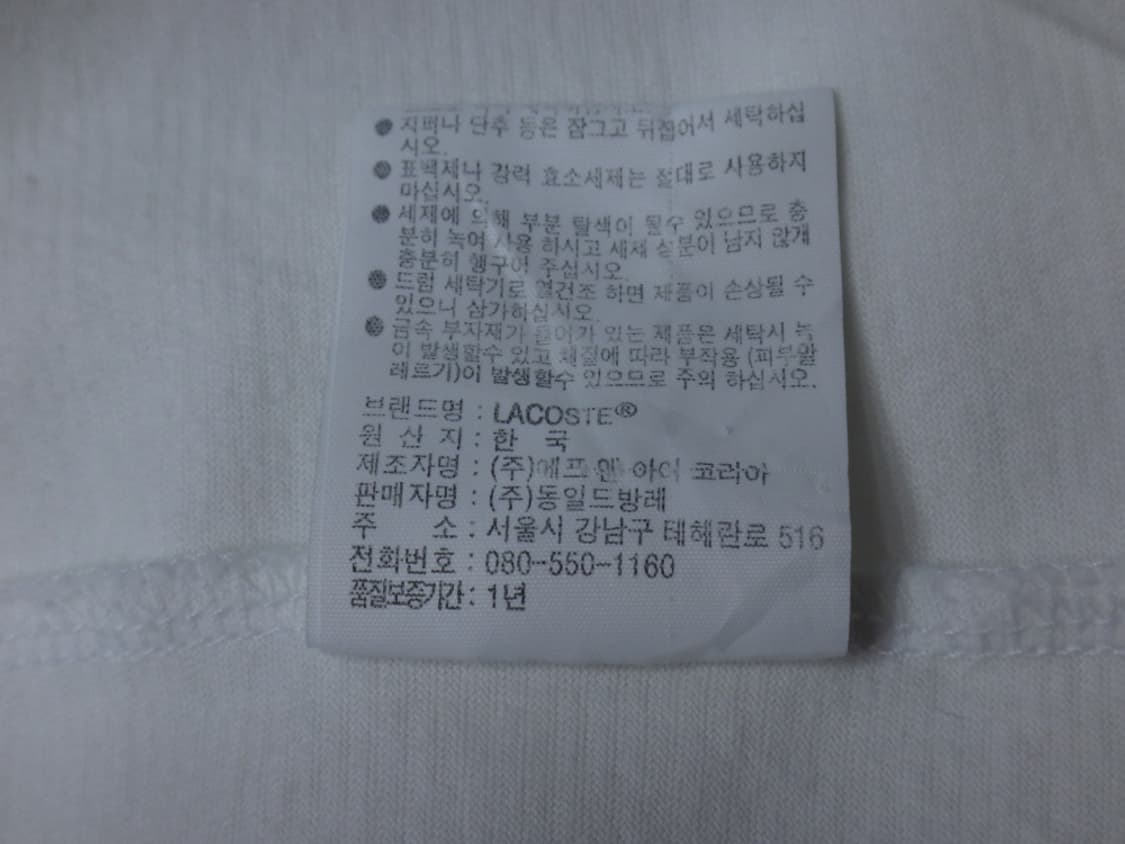 ● 지퍼나 단추 등은 잠그고 뒤집어서 세탁하십
시오.
● 표백제나 강력 효소세제는 절대로 사용하지
마십시오.
● 세제에 의해 부분 탈색이 될수 있으므로 충
분히 녹여 사용 하시고 세제 성분이 남지 않게
충분히 헹구어 주십시오.
● 드럼 세탁기로 열건조 하면 제품이 손상될 수
있으니 삼가하십시오.
● 금속 부자재가 들어가 있는 제품은 세탁시 녹
이 발생할수 있고 체질에 따라 부작용 (피부알
레르기)이 발생할수 있으므로 주의 하십시오.
브랜드명 : LACOSTE®
원 산 지 : 한 국
제조자명 : (주)에프 앤 아이 코리아
판매자명 : (주)동일드방레
주 소 : 서울시 강남구 테헤란로 516
전화번호 : 080-550-1160
품질보증기간 : 1년